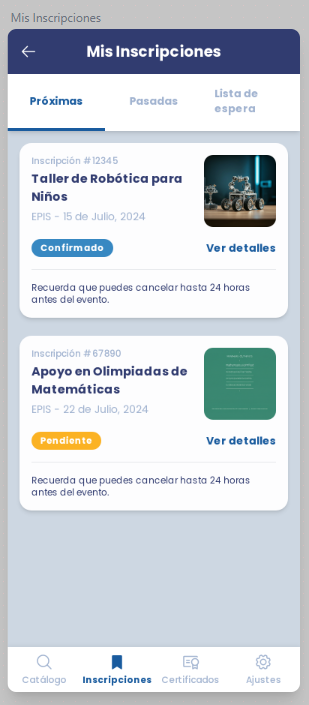 Mis Inscripciones
Mis Inscripciones
Próximas
Pasadas
Lista de
espera
Inscripción #12345
Taller de Robótica para
Niños
EPIS - 15 de Julio, 2024
Confirmado
Ver detalles
Recuerda que puedes cancelar hasta 24 horas
antes del evento.
Inscripción #67890
Apoyo en Olimpiadas de
Matemáticas
EPIS - 22 de Julio, 2024
Pendiente
Ver detalles
Recuerda que puedes cancelar hasta 24 horas
antes del evento.
Catálogo
Inscripciones
Certificados
Ajustes